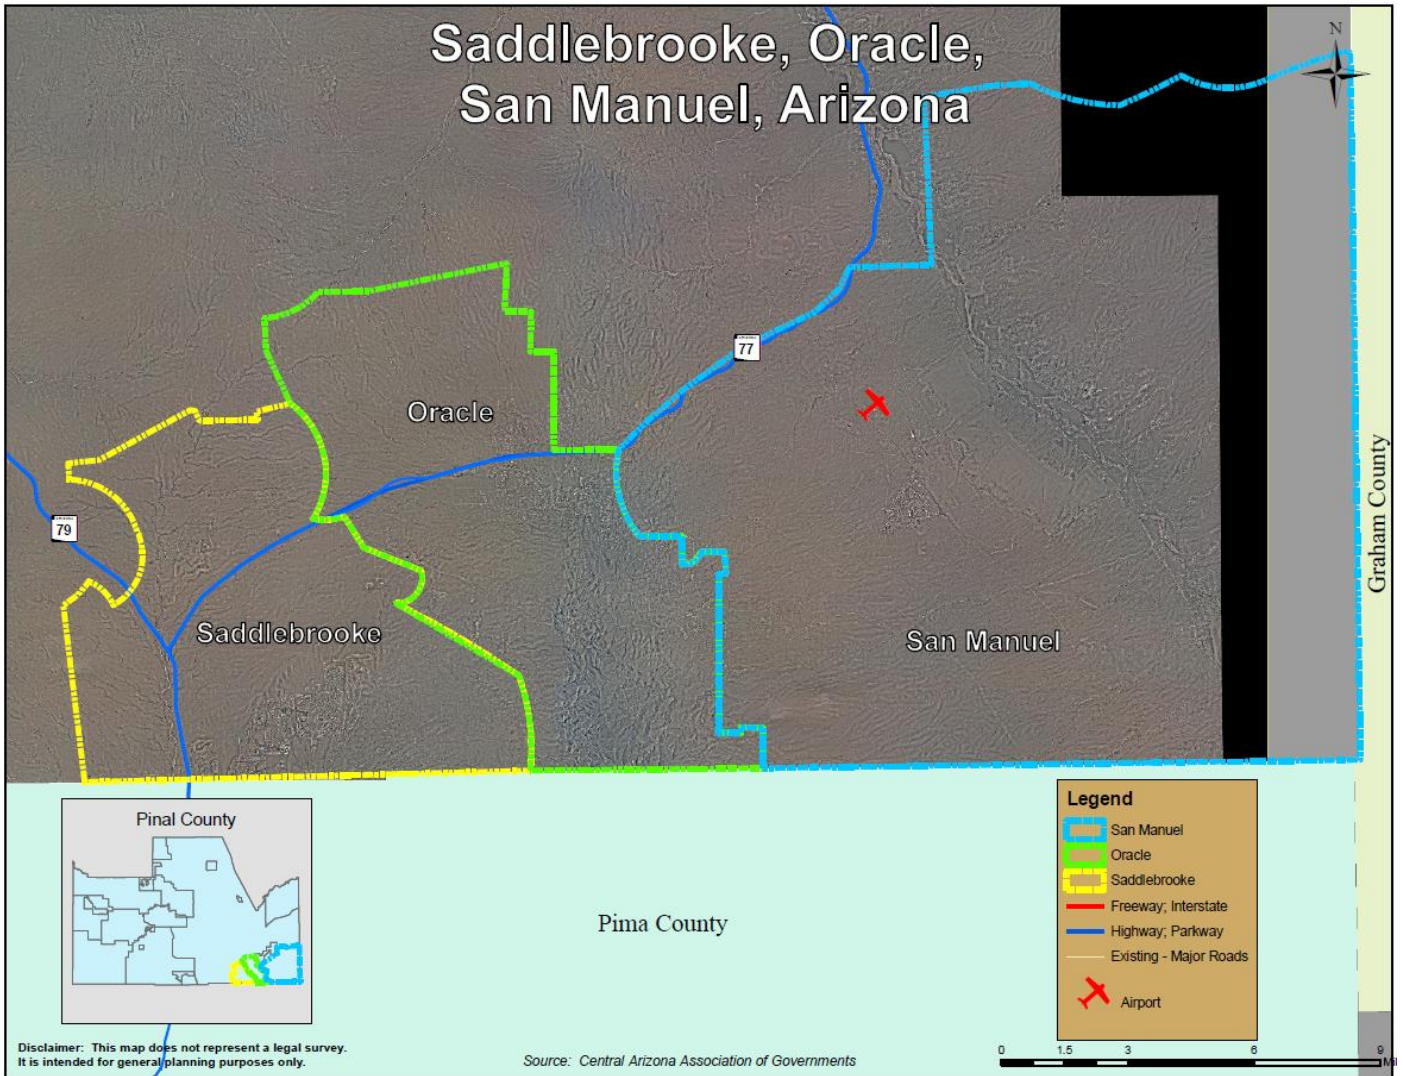 Saddlebrooke, Oracle,
San Manuel, Arizona
N
77
Oracle
79
Graham County
Saddlebrooke
San Manuel
Pinal County
Pima County
Legend
San Manuel
Oracle
Saddlebrooke
Freeway; Interstate
Highway; Parkway
Existing - Major Roads
Airport
Disclaimer: This map does not represent a legal survey.
It is intended for general planning purposes only.
Source: Central Arizona Association of Governments
0 1.5 3 6 9
Mi